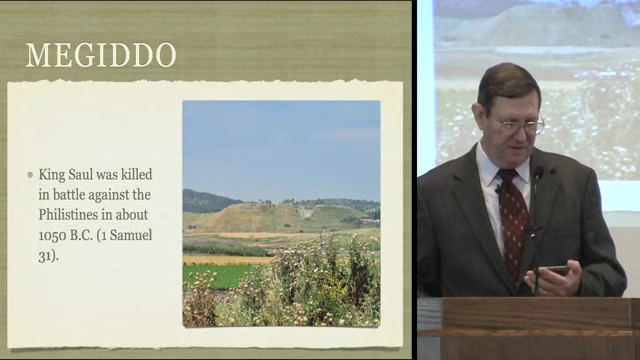 MEGIDDO
• King Saul was killed
in battle against the
Philistines in about
1050 B.C. (1 Samuel
31).